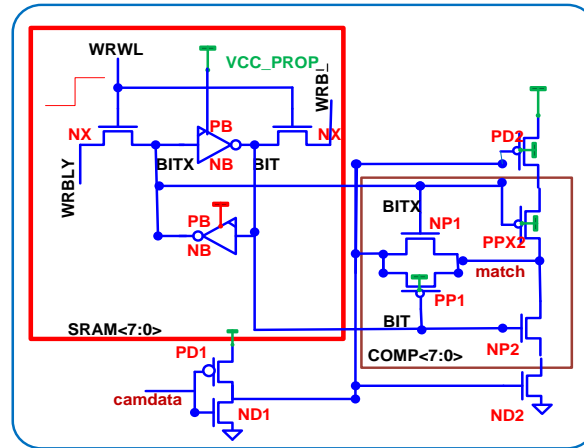 WRWL
VCC_PROP
WRB_
PB
NX
NX
BITX
NB
BIT
PD2
WRBLY
PB
BITX
NP1
NB
PPX2
match
PP1
BIT
SRAM<7:0>
NP2
PD1
COMP<7:0>
camdata
ND1
ND2